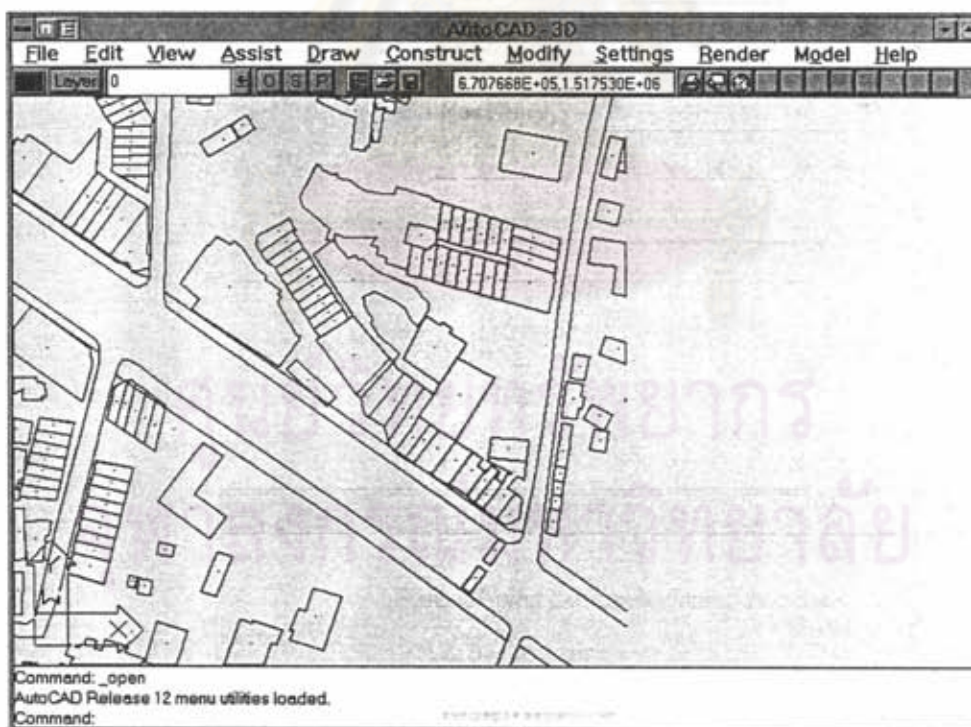 AutoCAD - 3D
File Edit View Assist Draw Construct Modify Settings Render Model Help
Layer 0 O S P 6.707668E+05,1.517530E+06
Command: _open
AutoCAD Release 12 menu utilities loaded.
Command: